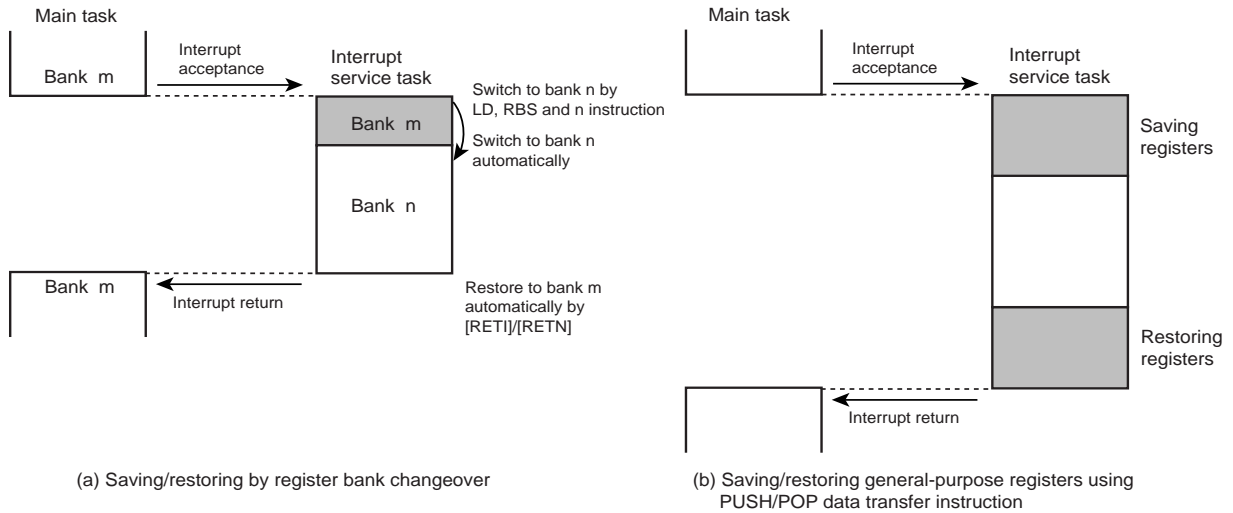 Main task
Bank m
Interrupt
acceptance
Interrupt
service task
Bank m
Switch to bank n by
LD, RBS and n instruction
Switch to bank n
automatically
Bank n
Bank m
Interrupt return
Restore to bank m
automatically by
[RETI]/[RETN]
(a) Saving/restoring by register bank changeover
Main task
Interrupt
acceptance
Interrupt
service task
Saving
registers
Restoring
registers
Interrupt return
(b) Saving/restoring general-purpose registers using
PUSH/POP data transfer instruction